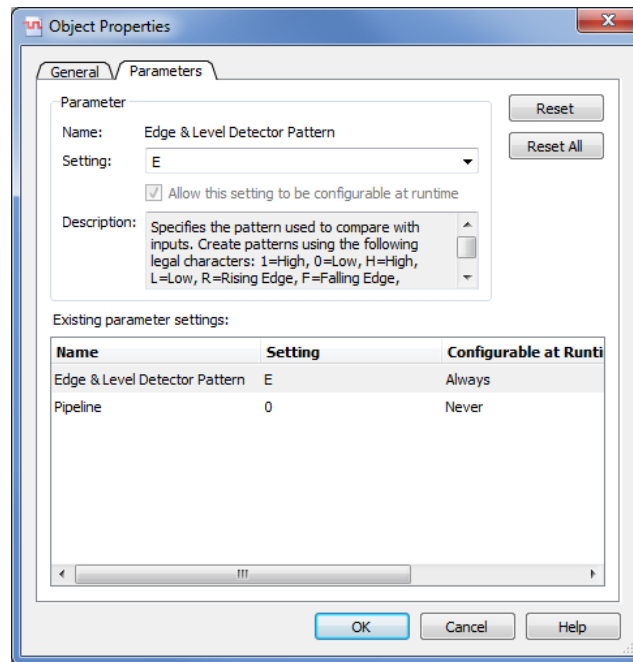 Object Properties
General
Parameters
Parameter
Reset
Name:
Edge & Level Detector Pattern
Reset All
Setting:
E
Allow this setting to be configurable at runtime
Description:
Specifies the pattern used to compare with
inputs. Create patterns using the following
legal characters: 1=High, 0=Low, H=High,
L=Low, R=Rising Edge, F=Falling Edge,
Existing parameter settings:
Name Setting Configurable at Runti
Edge & Level Detector Pattern E Always
Pipeline 0 Never
OK Cancel Help